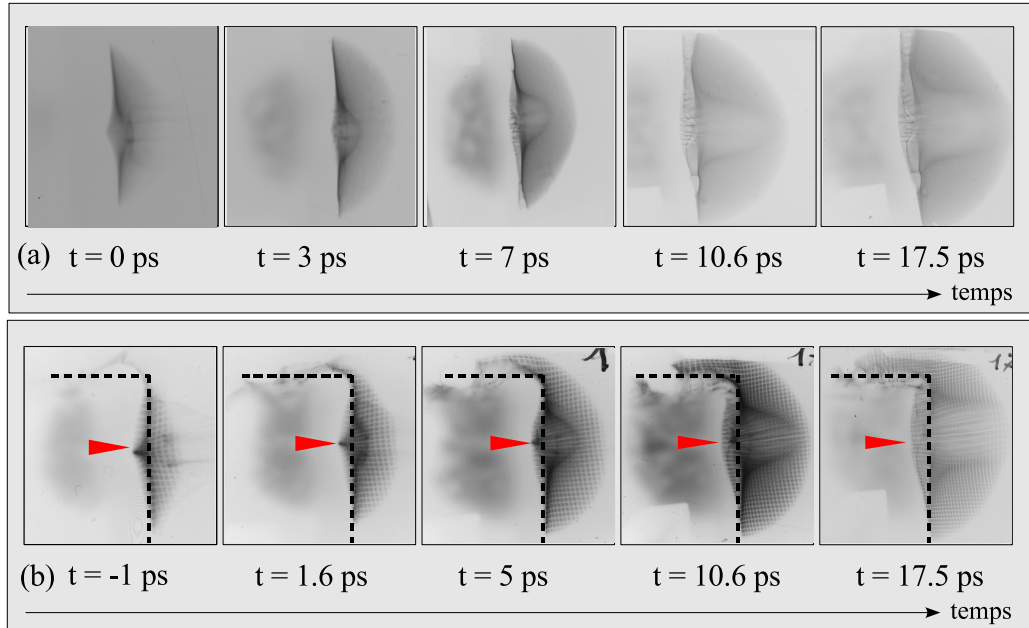 (a) t = 0 ps t = 3 ps t = 7 ps t = 10.6 ps t = 17.5 ps
temps
(b) t = -1 ps t = 1.6 ps t = 5 ps t = 10.6 ps t = 17.5 ps
temps